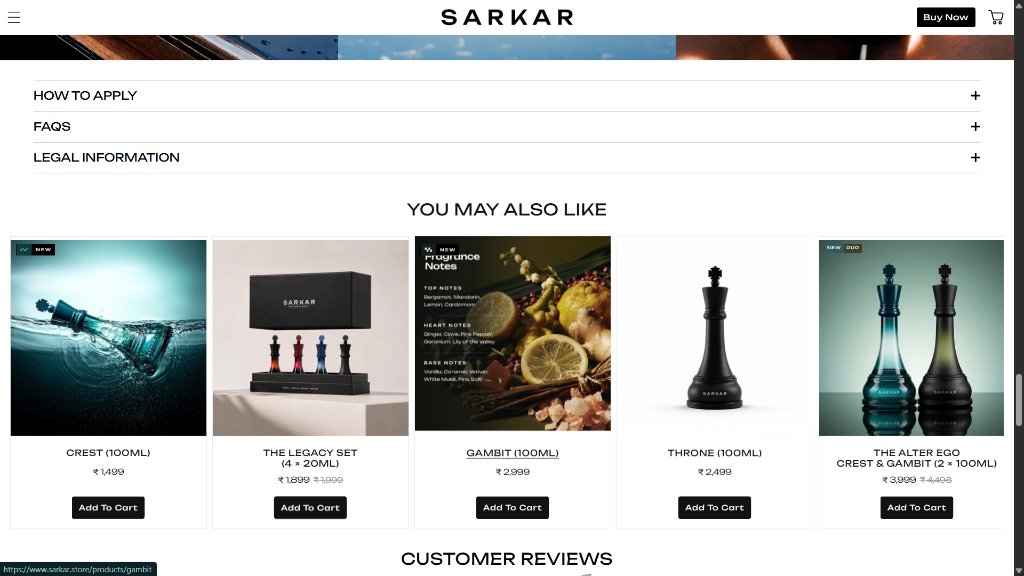 SARKAR
Buy Now
HOW TO APPLY
FAQS
LEGAL INFORMATION
YOU MAY ALSO LIKE
NEW
SARKAR
NEW
Fragrance
Notes
TOP NOTES
Bergamot, Mandarin,
Lemon, Cardamom
HEART NOTES
Ginger, Clove, Pink Pepper,
Geranium, Lily of the Valley
BASE NOTES
Vanilla, Caramel, Vetiver,
White Musk, Pink Salt
SARKAR
NEW DUO
SARKAR
SARKAR
CREST (100ML)
₹ 1,499
Add To Cart
THE LEGACY SET
(4 × 20ML)
₹ 1,899 ₹ 1,999
Add To Cart
GAMBIT (100ML)
₹ 2,999
Add To Cart
THRONE (100ML)
₹ 2,499
Add To Cart
THE ALTER EGO
CREST & GAMBIT (2 × 100ML)
₹ 3,999 ₹ 4,498
Add To Cart
CUSTOMER REVIEWS
https://www.sarkar.store/products/gambit